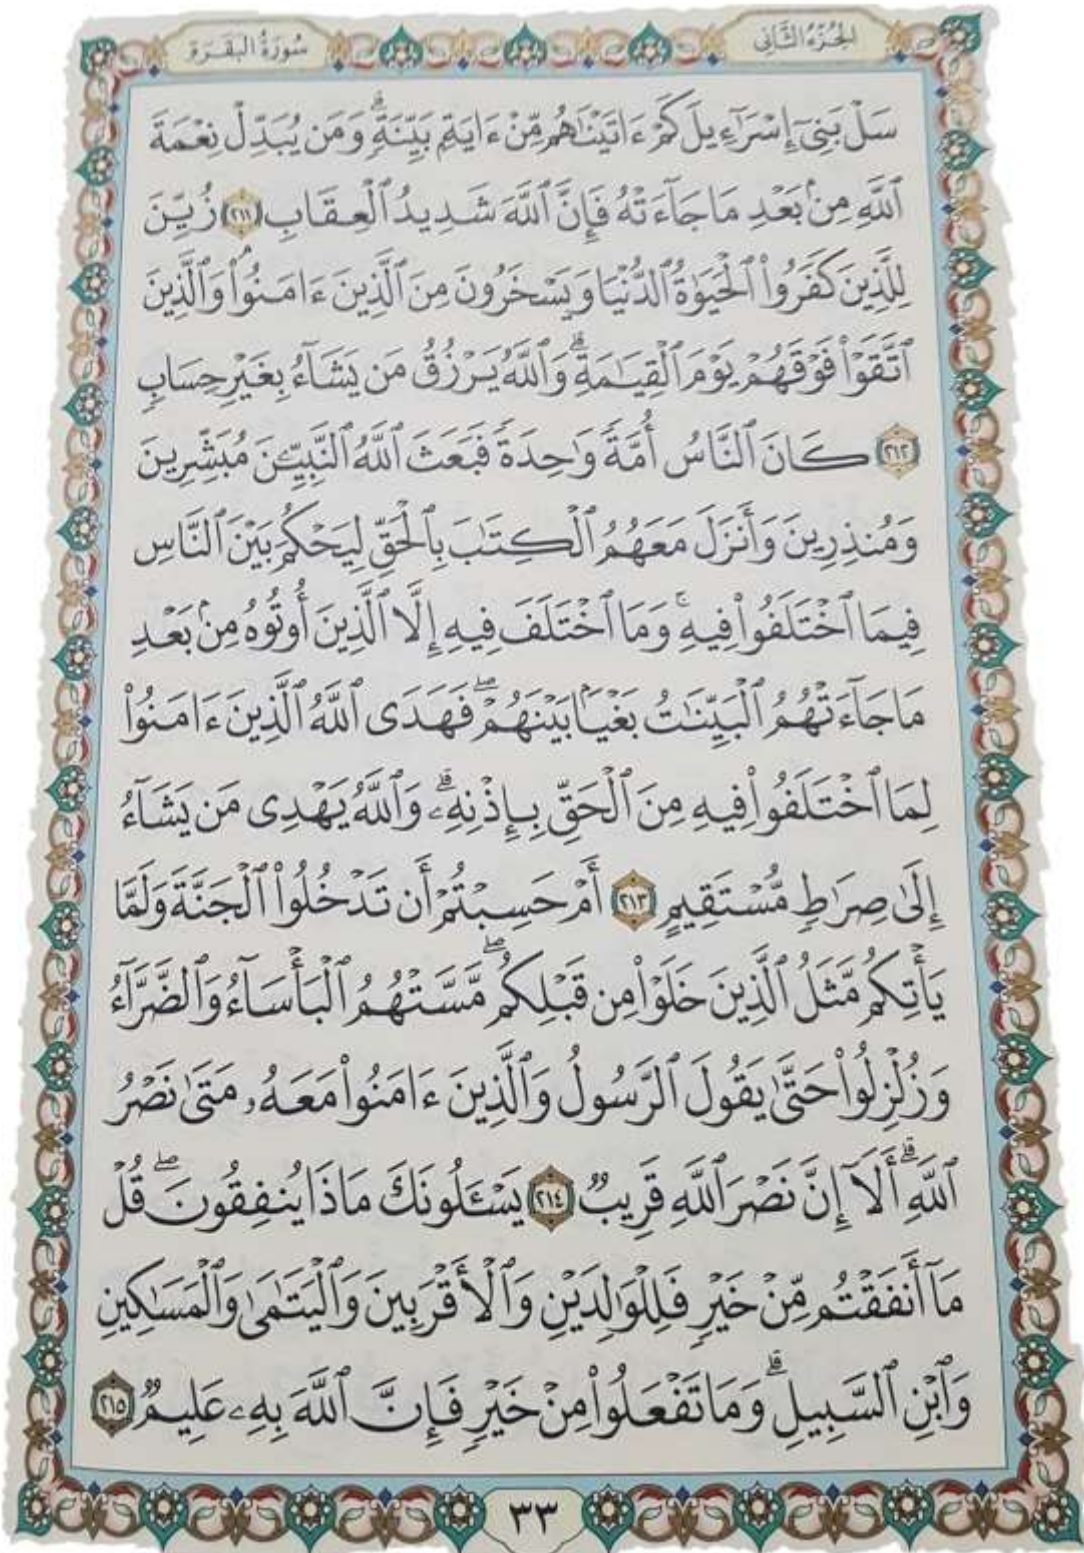 الجزء الثاني
سورة البقرة
سَلْ بَنِىٓ إِسْرَٰٓءِيلَ كَمْ ءَاتَيْنَٰهُم مِّنْ ءَايَةٍۭ بَيِّنَةٍۗ وَمَن يُبَدِّلْ نِعْمَةَ
ٱللَّهِ مِنۢ بَعْدِ مَا جَآءَتْهُ فَإِنَّ ٱللَّهَ شَدِيدُ ٱلْعِقَابِ ٢١١ زُيِّنَ
لِلَّذِينَ كَفَرُوا۟ ٱلْحَيَوٰةُ ٱلدُّنْيَا وَيَسْخَرُونَ مِنَ ٱلَّذِينَ ءَامَنُوا۟ۘ وَٱلَّذِينَ
ٱتَّقَوْا۟ فَوْقَهُمْ يَوْمَ ٱلْقِيَٰمَةِۗ وَٱللَّهُ يَرْزُقُ مَن يَشَآءُ بِغَيْرِ حِسَابٍ
٢١٢ كَانَ ٱلنَّاسُ أُمَّةً وَٰحِدَةً فَبَعَثَ ٱللَّهُ ٱلنَّبِيِّـۧنَ مُبَشِّرِينَ
وَمُنذِرِينَ وَأَنزَلَ مَعَهُمُ ٱلْكِتَٰبَ بِٱلْحَقِّ لِيَحْكُمَ بَيْنَ ٱلنَّاسِ
فِيمَا ٱخْتَلَفُوا۟ فِيهِۚ وَمَا ٱخْتَلَفَ فِيهِ إِلَّا ٱلَّذِينَ أُوتُوهُ مِنۢ بَعْدِ
مَا جَآءَتْهُمُ ٱلْبَيِّنَٰتُ بَغْيًۢا بَيْنَهُمْۖ فَهَدَى ٱللَّهُ ٱلَّذِينَ ءَامَنُوا۟
لِمَا ٱخْتَلَفُوا۟ فِيهِ مِنَ ٱلْحَقِّ بِإِذْنِهِۦۗ وَٱللَّهُ يَهْدِى مَن يَشَآءُ
إِلَىٰ صِرَٰطٍ مُّسْتَقِيمٍ ٢١٣ أَمْ حَسِبْتُمْ أَن تَدْخُلُوا۟ ٱلْجَنَّةَ وَلَمَّا
يَأْتِكُم مَّثَلُ ٱلَّذِينَ خَلَوْا۟ مِن قَبْلِكُمۖ مَّسَّتْهُمُ ٱلْبَأْسَآءُ وَٱلضَّرَّآءُ
وَزُلْزِلُوا۟ حَتَّىٰ يَقُولَ ٱلرَّسُولُ وَٱلَّذِينَ ءَامَنُوا۟ مَعَهُۥ مَتَىٰ نَصْرُ
ٱللَّهِۗ أَلَآ إِنَّ نَصْرَ ٱللَّهِ قَرِيبٌ ٢١٤ يَسْـَٔلُونَكَ مَاذَا يُنفِقُونَۖ قُلْ
مَآ أَنفَقْتُم مِّنْ خَيْرٍ فَلِلْوَٰلِدَيْنِ وَٱلْأَقْرَبِينَ وَٱلْيَتَٰمَىٰ وَٱلْمَسَٰكِينِ
وَٱبْنِ ٱلسَّبِيلِۗ وَمَا تَفْعَلُوا۟ مِنْ خَيْرٍ فَإِنَّ ٱللَّهَ بِهِۦ عَلِيمٌ ٢١٥
٣٣